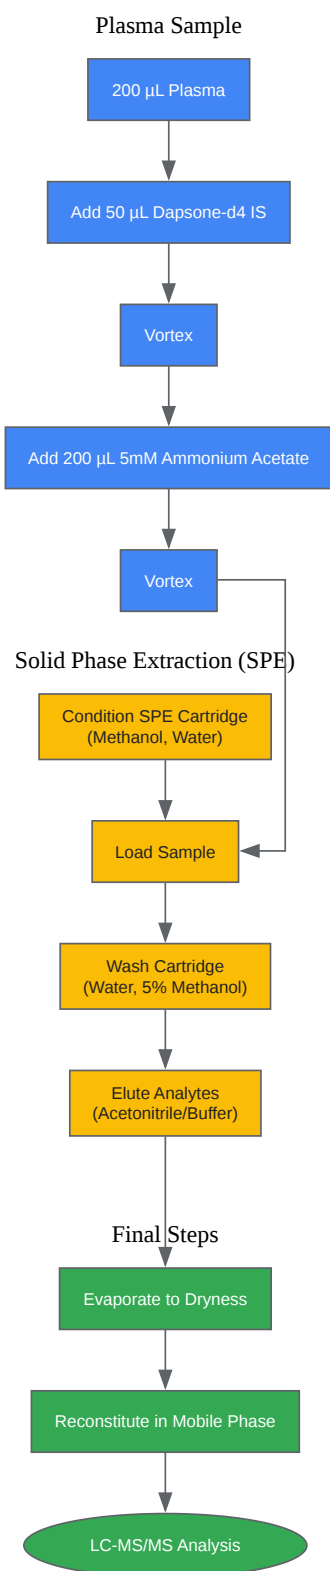 Plasma Sample
200 µL Plasma
Add 50 µL Dapsone-d4 IS
Vortex
Add 200 µL 5mM Ammonium Acetate
Vortex
Solid Phase Extraction (SPE)
Condition SPE Cartridge
(Methanol, Water)
Load Sample
Wash Cartridge
(Water, 5% Methanol)
Elute Analytes
(Acetonitrile/Buffer)
Final Steps
Evaporate to Dryness
Reconstitute in Mobile Phase
LC-MS/MS Analysis